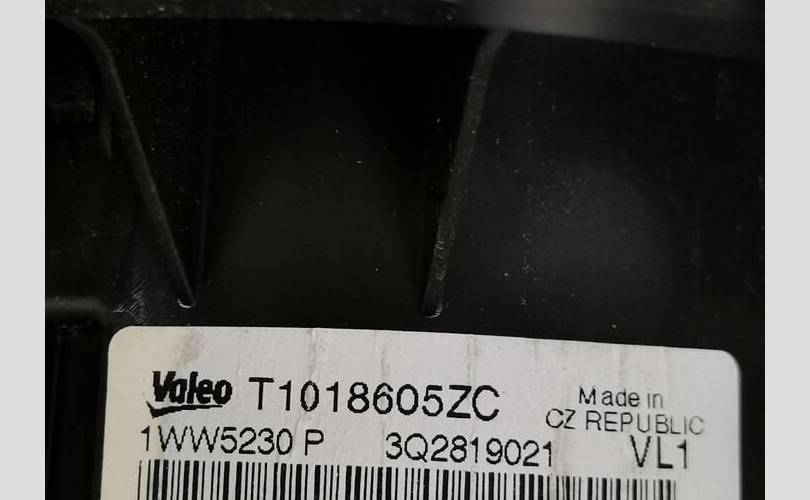 Valeo T1018605ZC
Made in
CZ REPUBLIC
1WW5230 P 3Q2819021 VL1